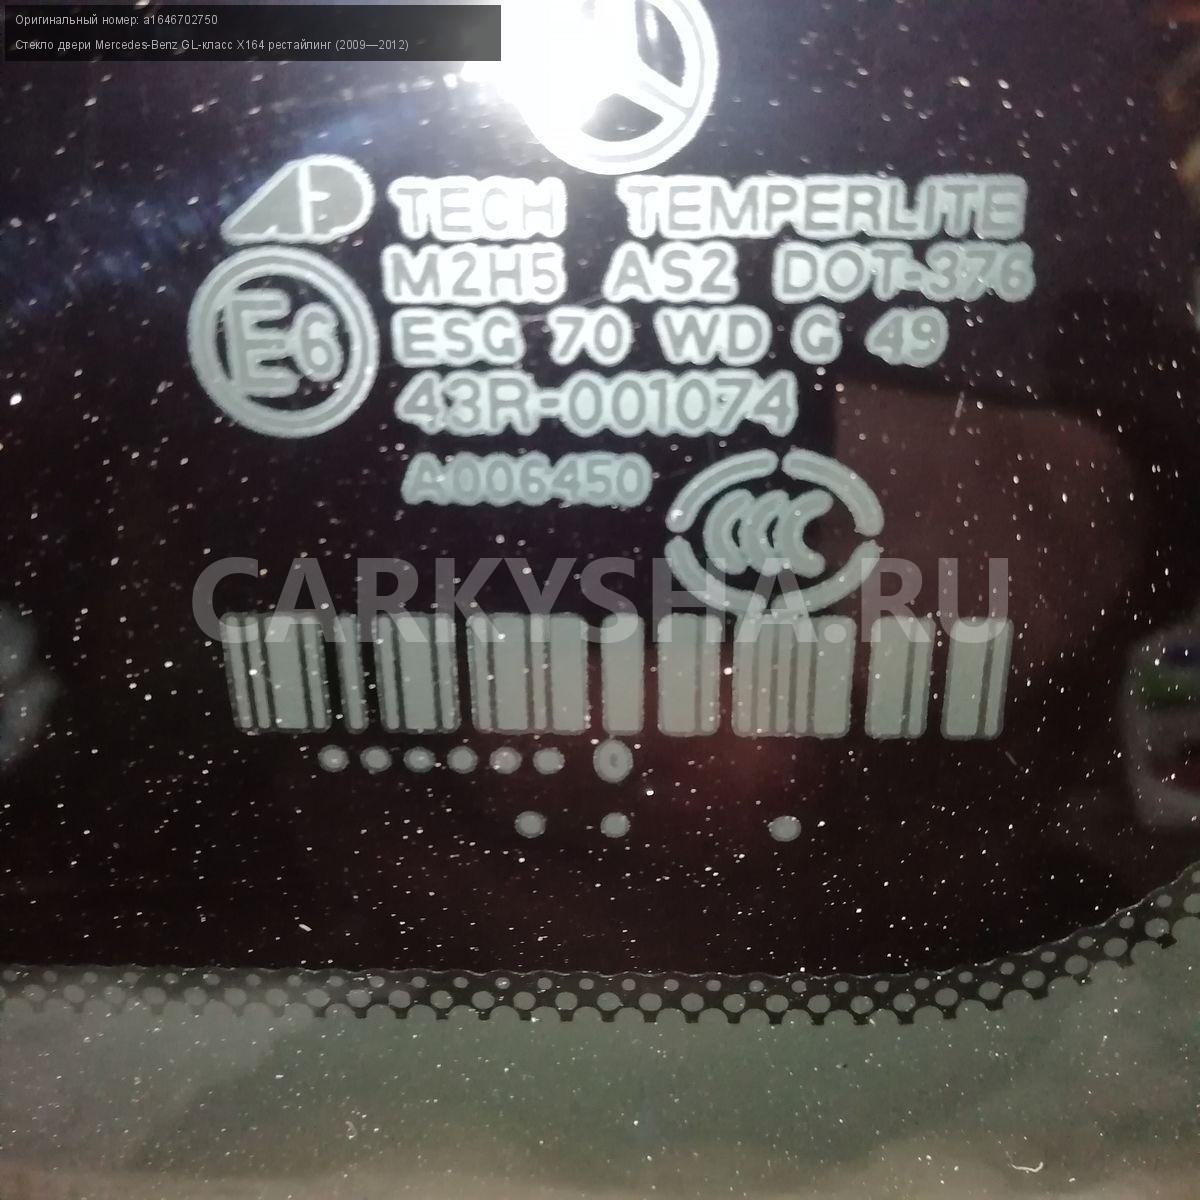 Оригинальный номер: a1646702750
Стекло двери Mercedes-Benz GL-класс X164 рестайлинг (2009—2012)
TECH TEMPERLITE
M2H5 AS2 DOT-376
E6
ESG 70 WD G 49
43R-001074
A006450
CCC
CARKYSHA.RU